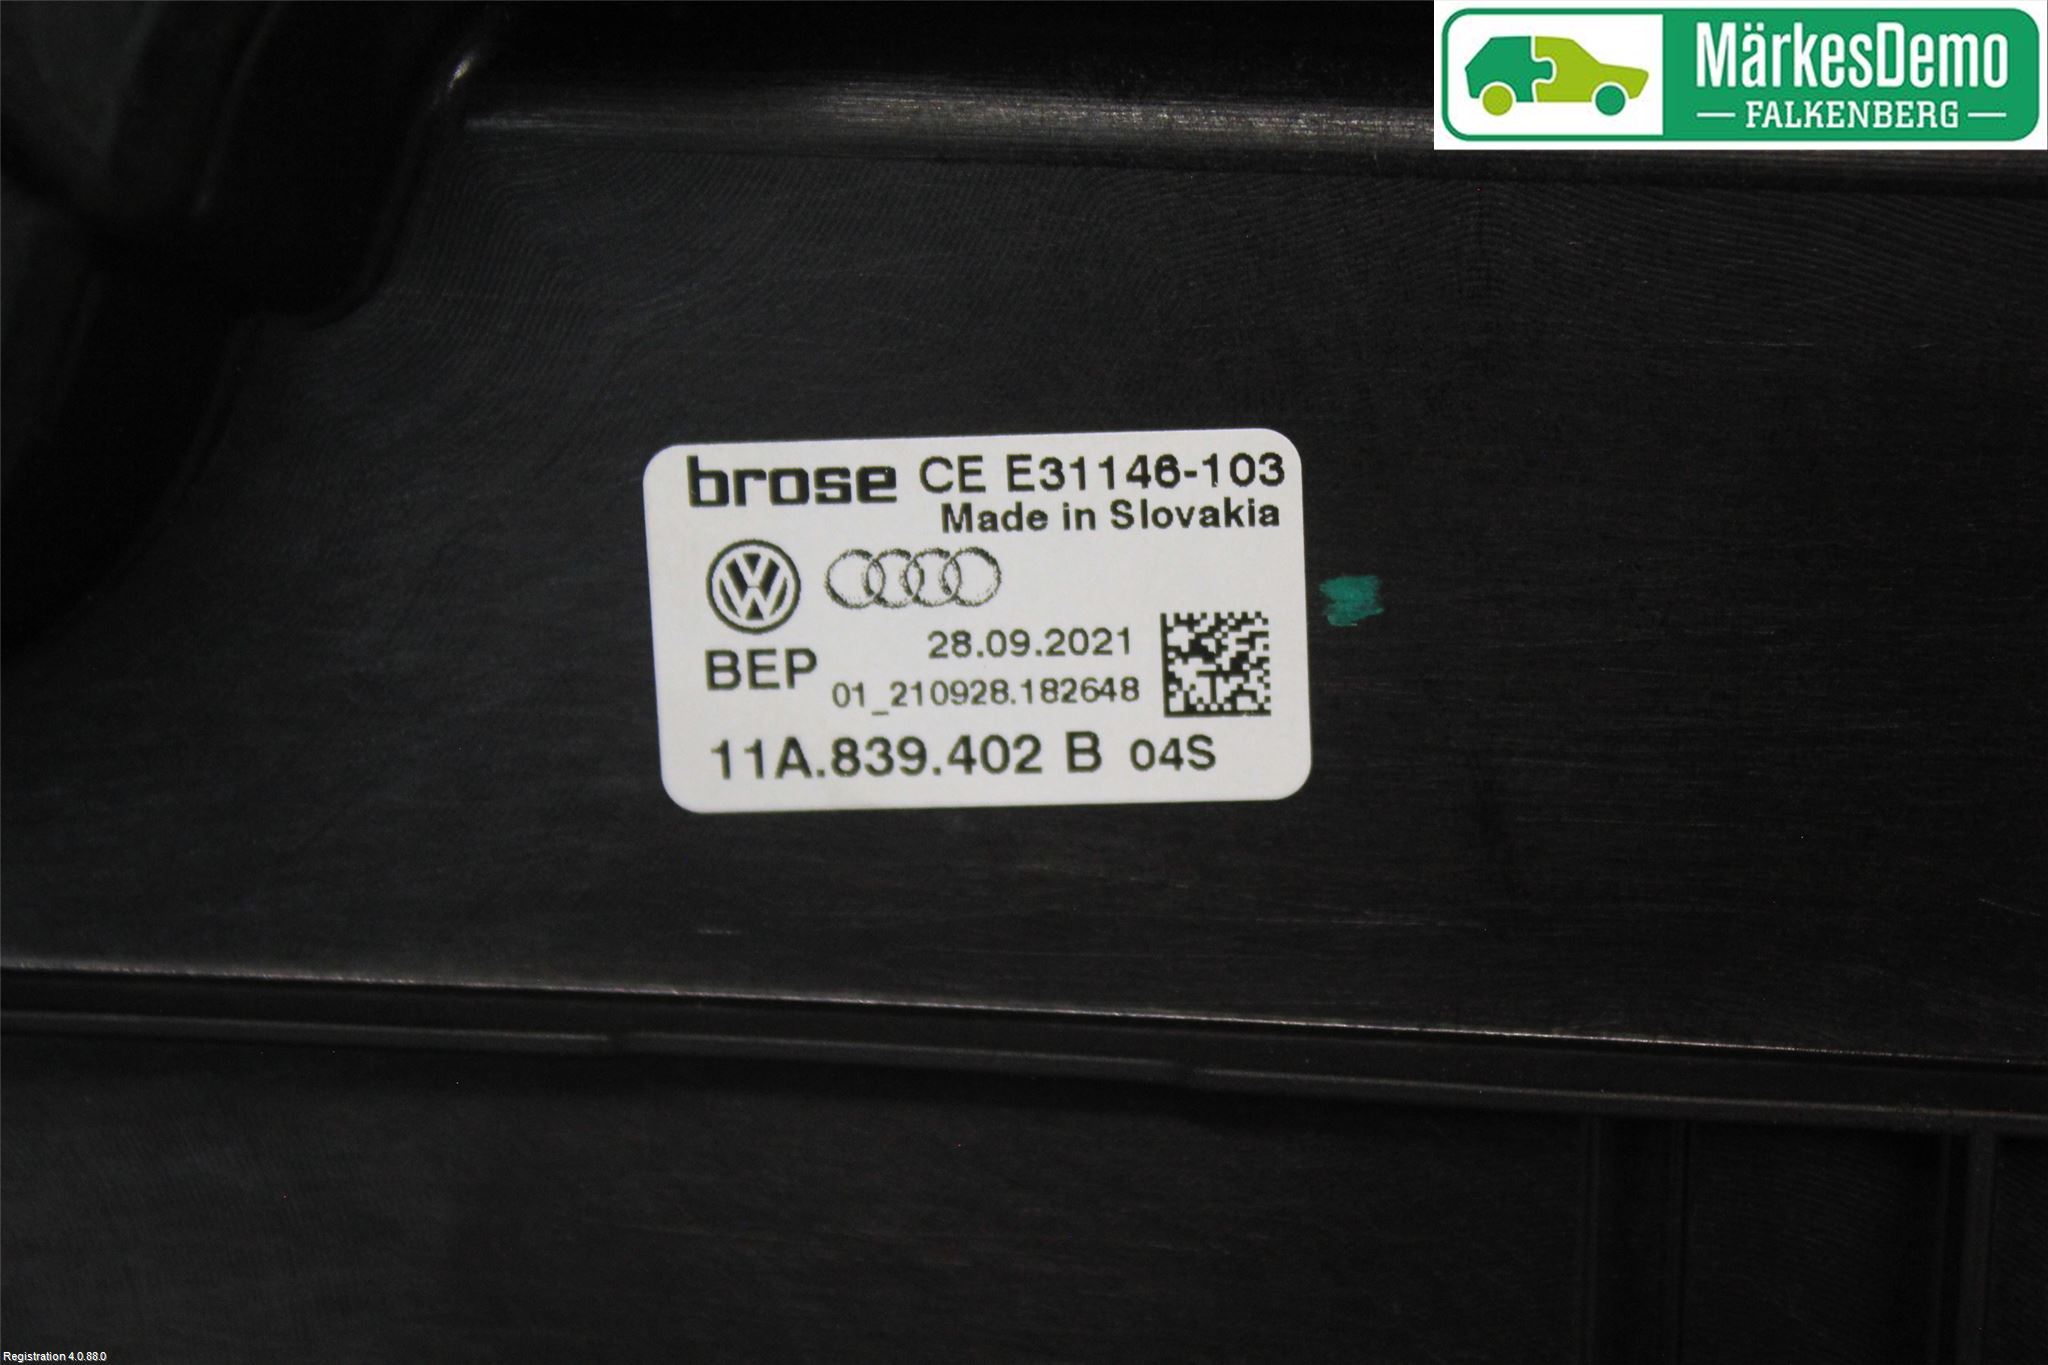 MärkesDemo
FALKENBERG
brose CE E31146-103
Made in Slovakia
BEP
28.09.2021
01_210928.182648
11A.839.402 B 04S
Registration 4.0.88.0